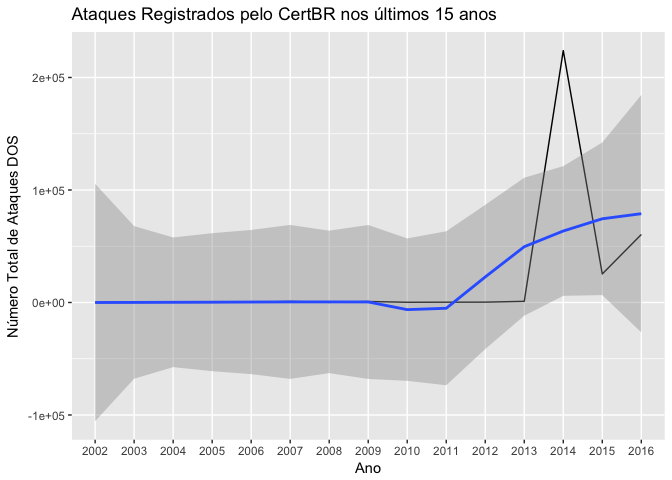 Ataques Registrados pelo CertBR nos últimos 15 anos
Número Total de Ataques DOS
2e+05
1e+05
0e+00
-1e+05
2002 2003 2004 2005 2006 2007 2008 2009 2010 2011 2012 2013 2014 2015 2016
Ano